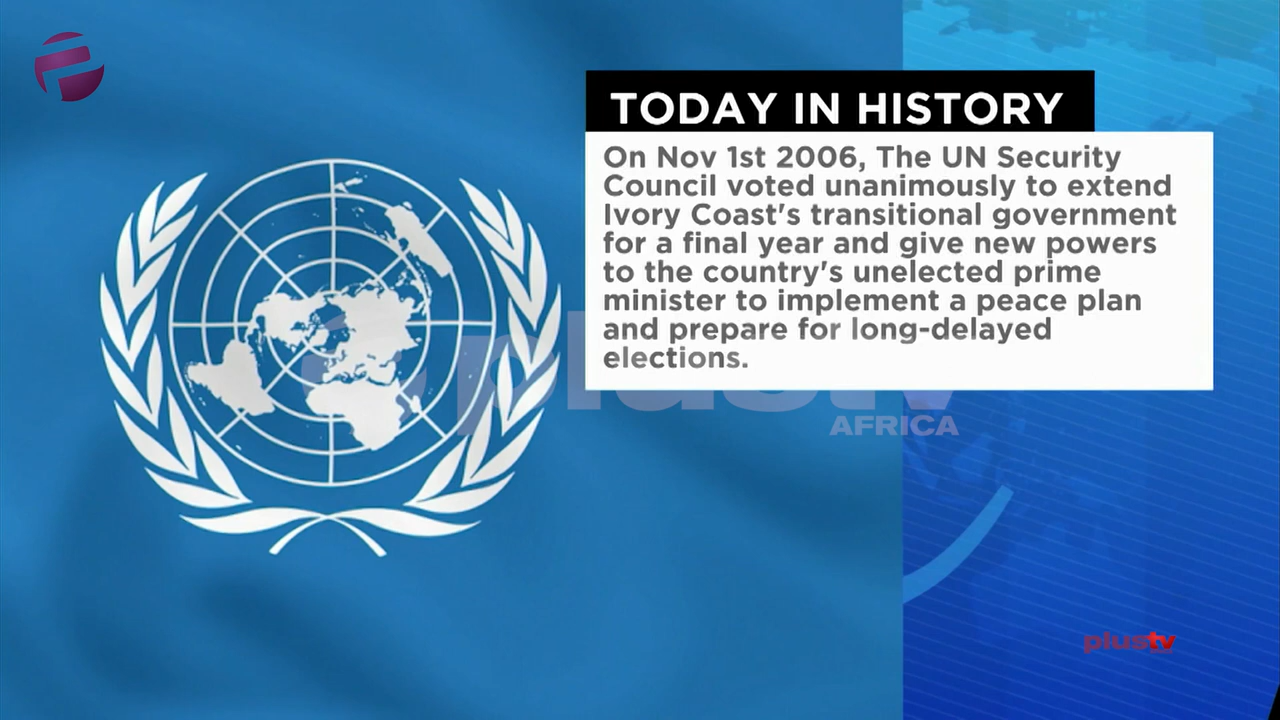 TODAY IN HISTORY
On Nov 1st 2006, The UN Security
Council voted unanimously to extend
Ivory Coast's transitional government
for a final year and give new powers
to the country's unelected prime
minister to implement a peace plan
and prepare for long-delayed
elections.
plustv
AFRICA
plustv